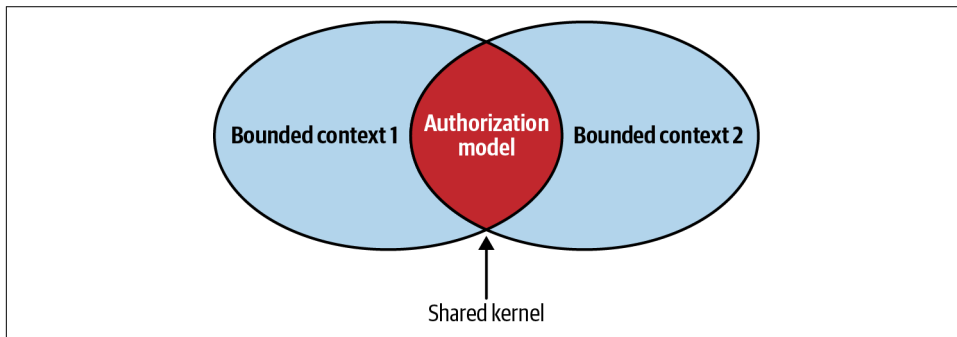 Bounded context 1
Authorization
model
Bounded context 2
Shared kernel